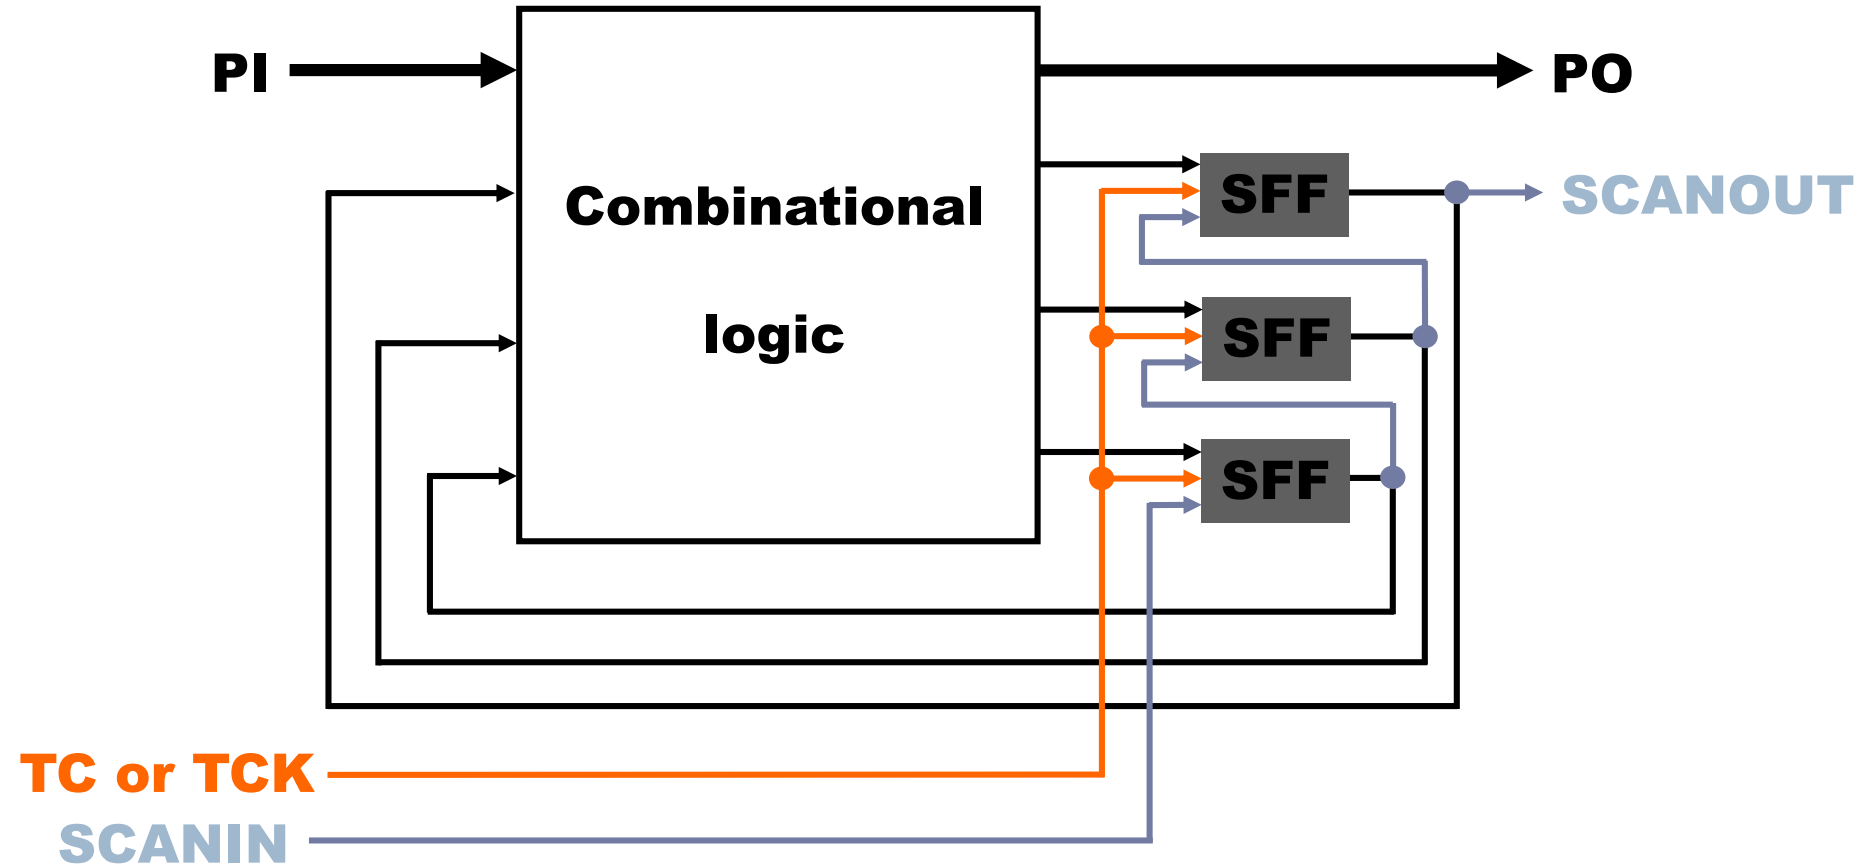 PI
PO
Combinational
logic
SFF
SCANOUT
SFF
SFF
TC or TCK
SCANIN